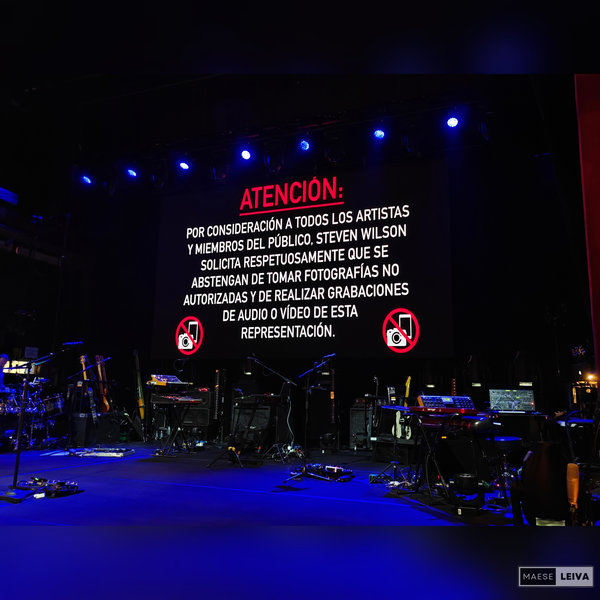 ATENCIÓN:
POR CONSIDERACIÓN A TODOS LOS ARTISTAS
Y MIEMBROS DEL PÚBLICO, STEVEN WILSON
SOLICITA RESPETUOSAMENTE QUE SE
ABSTENGAN DE TOMAR FOTOGRAFÍAS NO
AUTORIZADAS Y DE REALIZAR GRABACIONES
DE AUDIO O VÍDEO DE ESTA
REPRESENTACIÓN.
MAESE LEIVA